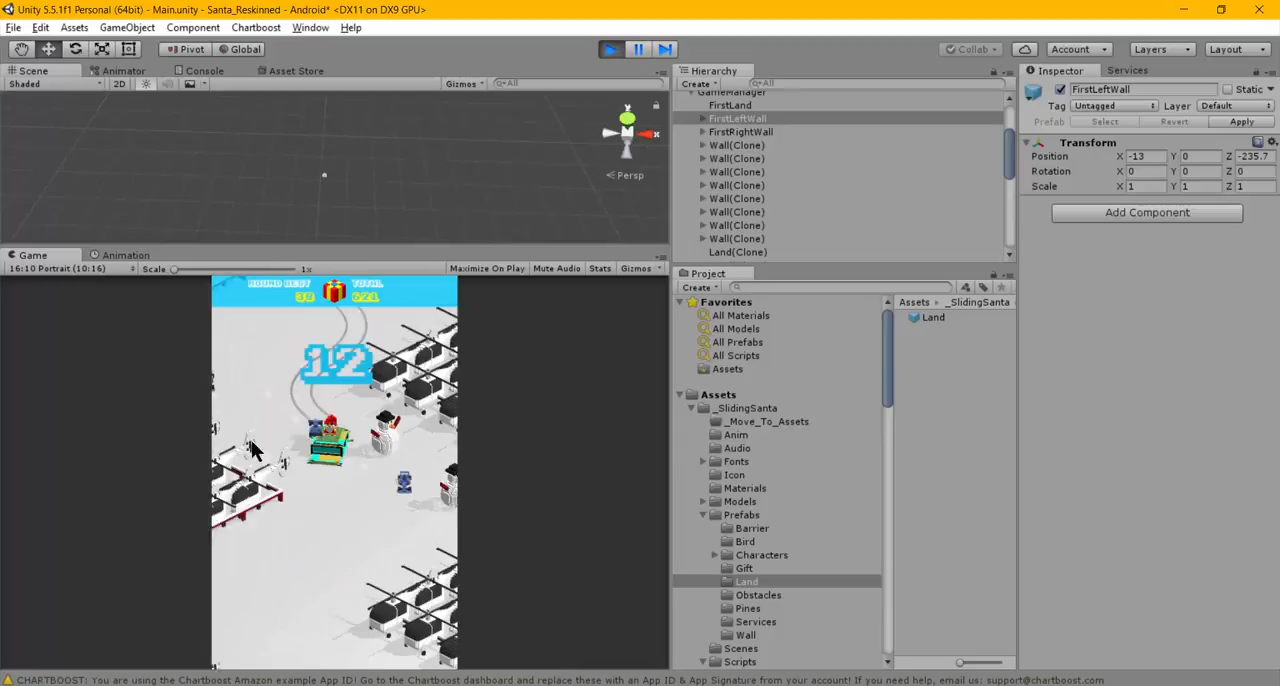 Unity 5.5.1f1 Personal (64bit) - Main.unity - Santa_Reskinned - Android* <DX11 on DX9 GPU>
File Edit Assets GameObject Component Chartboost Window Help
Pivot Global Collab Account Layers Layout
Scene Animator Console Asset Store
Shaded 2D Gizmos All
y
x
Persp
Game Animation
16:10 Portrait (10:16) Scale 1x Maximize On Play Mute Audio Stats Gizmos
ROUND BEST TOTAL
38 621
12
Hierarchy
Create All
GameManager
FirstLand
FirstLeftWall
FirstRightWall
Wall(Clone)
Wall(Clone)
Wall(Clone)
Wall(Clone)
Wall(Clone)
Wall(Clone)
Wall(Clone)
Wall(Clone)
Land(Clone)
Project
Create
Favorites
All Materials
All Models
All Prefabs
All Scripts
Assets
Assets
_SlidingSanta
_Move_To_Assets
Anim
Audio
Fonts
Icon
Materials
Models
Prefabs
Barrier
Bird
Characters
Gift
Land
Obstacles
Pines
Services
Wall
Scenes
Scripts
Assets _SlidingSanta
Land
Inspector Services
FirstLeftWall Static
Tag Untagged Layer Default
Prefab Select Revert Apply
Transform
Position X -13 Y 0 Z -235.7
Rotation X 0 Y 0 Z 0
Scale X 1 Y 1 Z 1
Add Component
CHARTBOOST: You are using the Chartboost Amazon example App ID! Go to the Chartboost dashboard and replace these with an App ID & App Signature from your account! If you need help, email us: support@chartboost.com